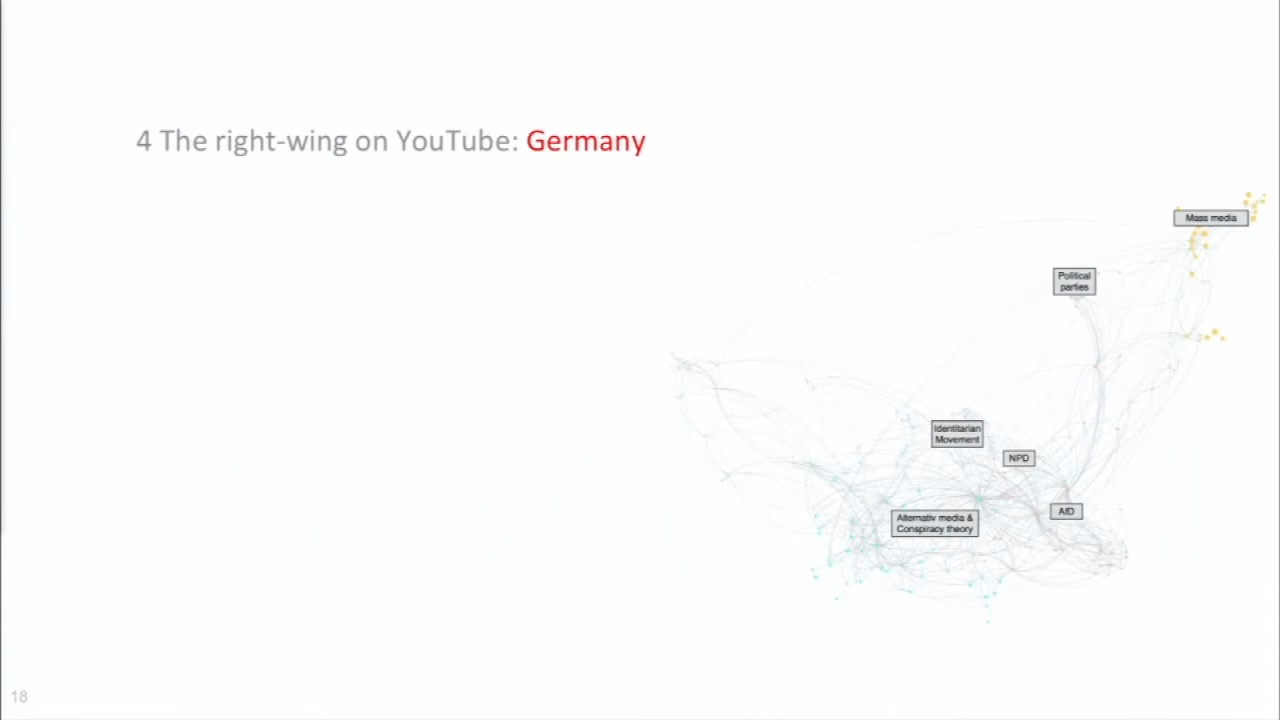 4 The right-wing on YouTube: Germany
Mass media
Political
parties
Identitarian
Movement
NPD
AfD
Alternativ media &
Conspiracy theory
18